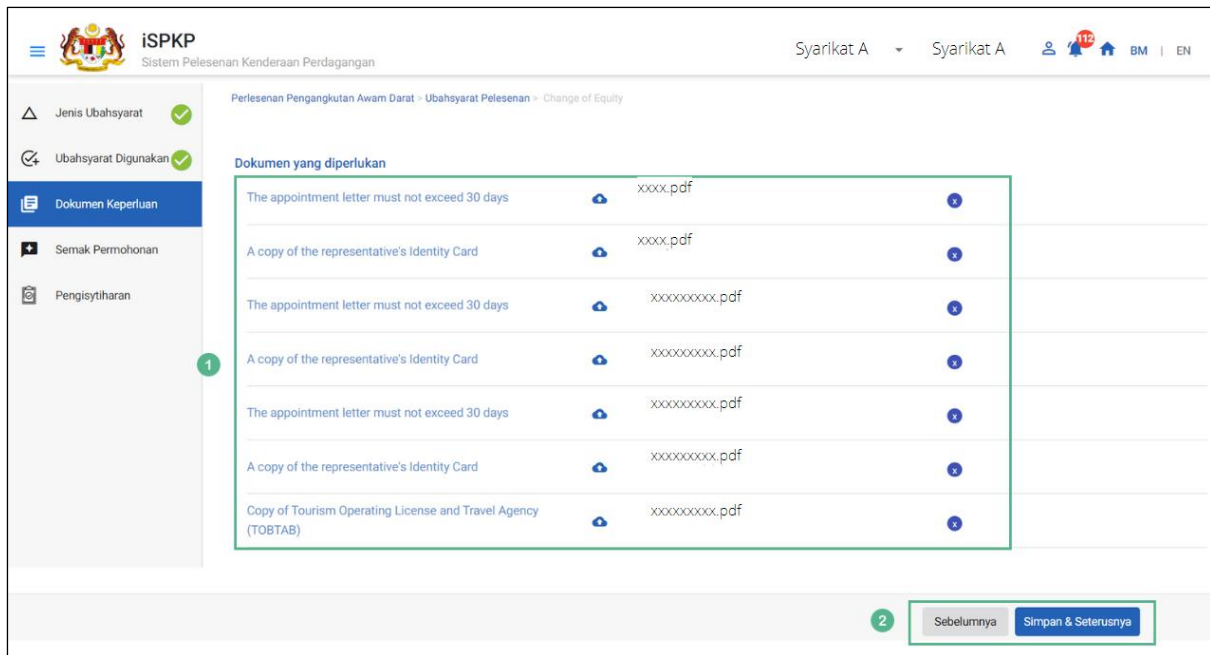 iSPKP
Sistem Pelesenan Kenderaan Perdagangan
Syarikat A
Syarikat A
112
BM | EN
Jenis Ubahsyarat
Ubahsyarat Digunakan
Dokumen Keperluan
Semak Permohonan
Pengisytiharan
Perlesenan Pengangkutan Awam Darat > Ubahsyarat Pelesenan > Change of Equity
Dokumen yang diperlukan
1
The appointment letter must not exceed 30 days xxxx.pdf x
A copy of the representative's Identity Card xxxx.pdf x
The appointment letter must not exceed 30 days xxxxxxxxx.pdf x
A copy of the representative's Identity Card xxxxxxxxx.pdf x
The appointment letter must not exceed 30 days xxxxxxxxx.pdf x
A copy of the representative's Identity Card xxxxxxxxx.pdf x
Copy of Tourism Operating License and Travel Agency xxxxxxxxx.pdf x
(TOBTAB)
2
Sebelumnya
Simpan & Seterusnya